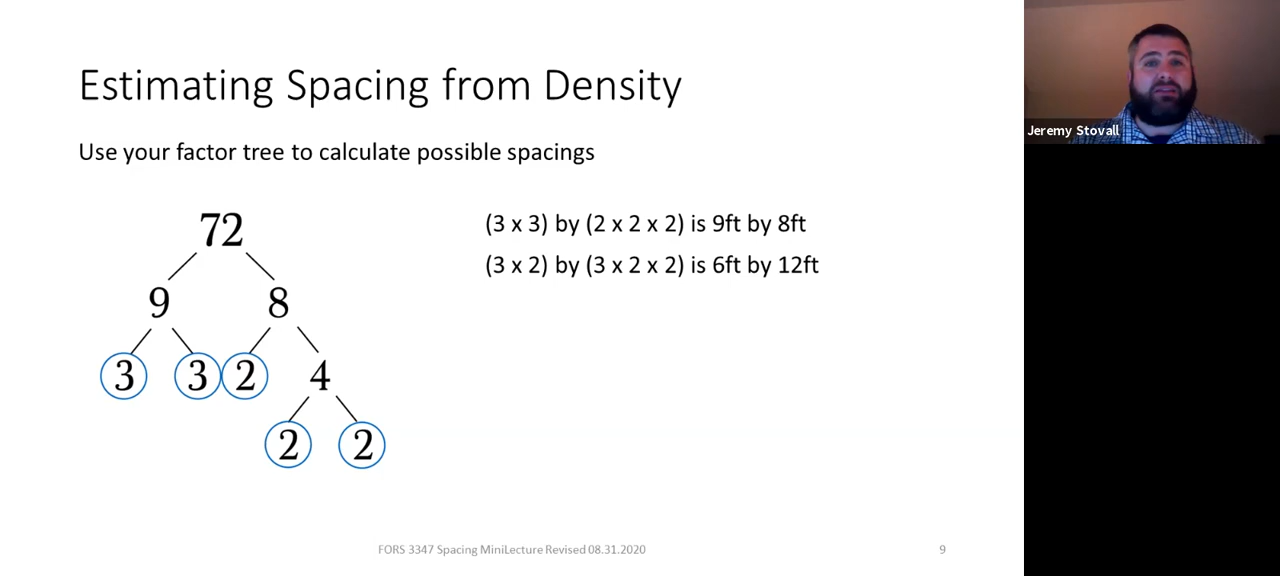 Estimating Spacing from Density
Jeremy Stovall
Use your factor tree to calculate possible spacings
72
9 8
3 3 2 4
2 2
(3 x 3) by (2 x 2 x 2) is 9ft by 8ft
(3 x 2) by (3 x 2 x 2) is 6ft by 12ft
FORS 3347 Spacing MiniLecture Revised 08.31.2020
9